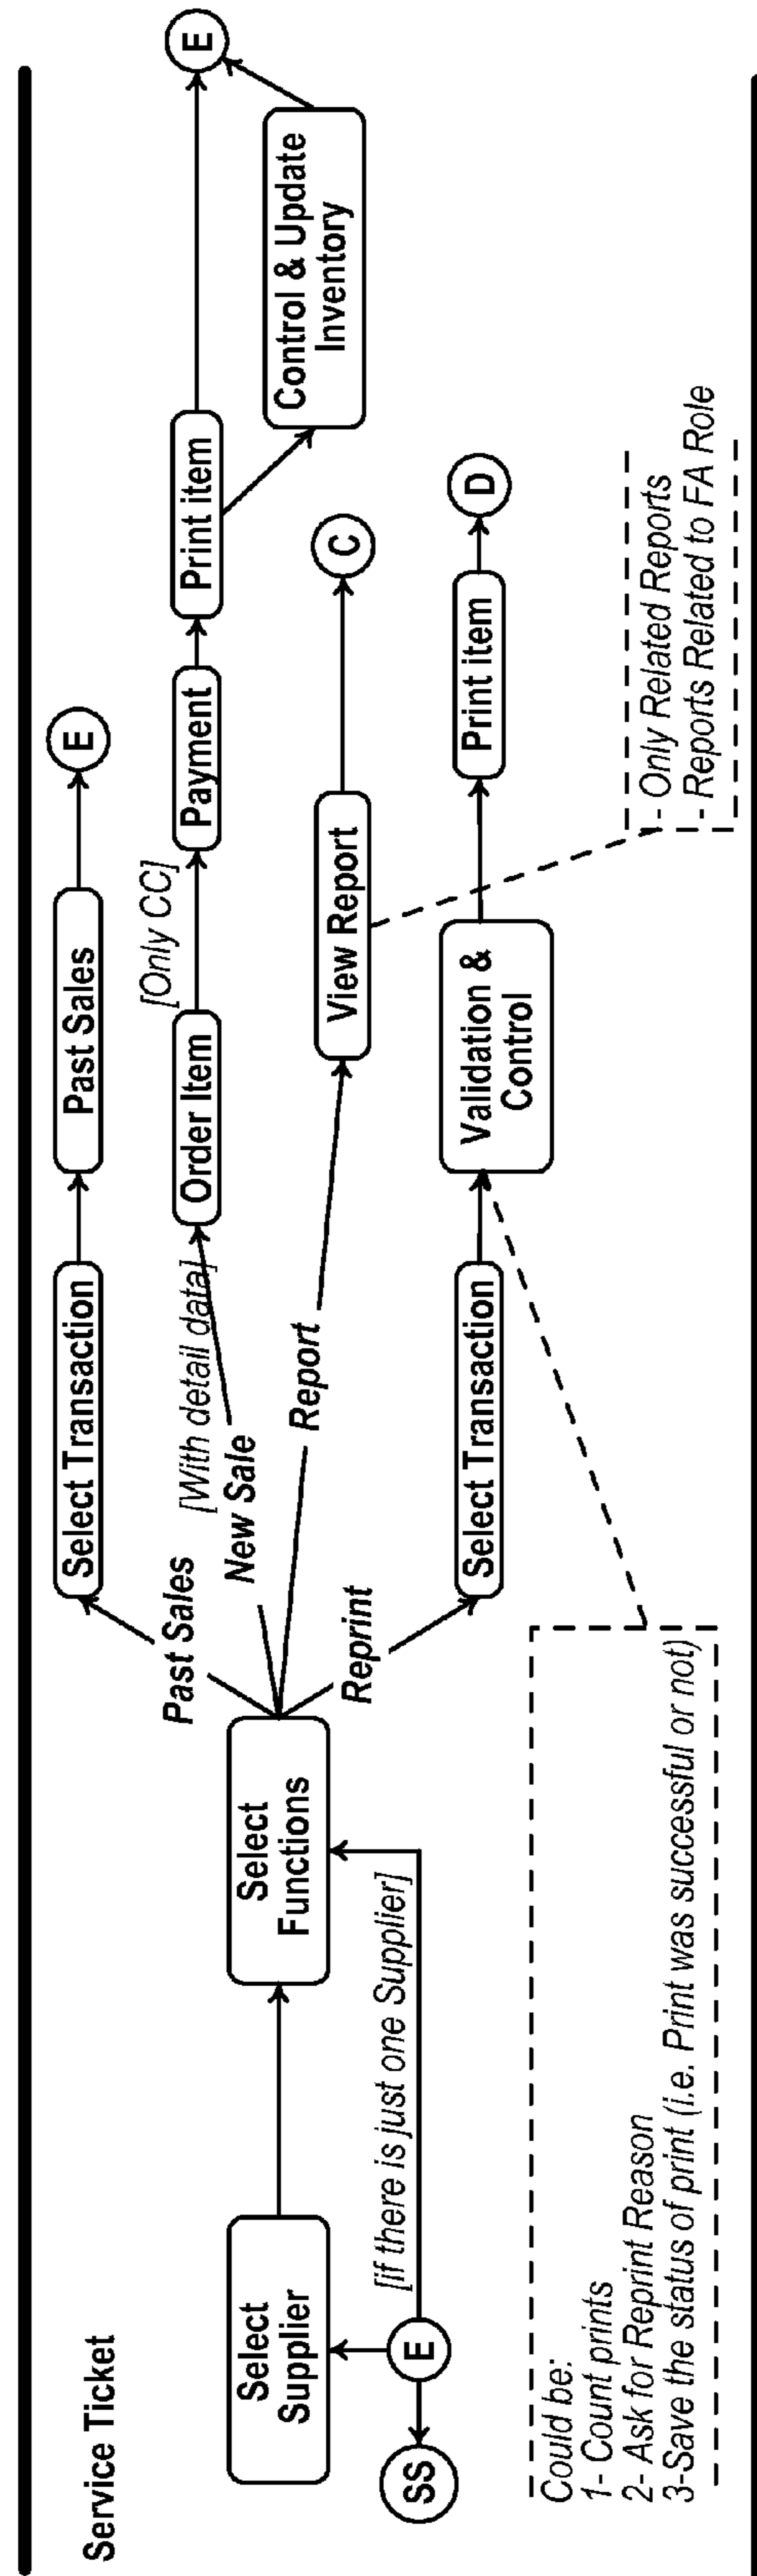 Service Ticket
Select
Supplier
E
SS
[if there is just one Supplier]
Select
Functions
Past Sales
Select Transaction
Past Sales
E
[With detail data]
New Sale
Order Item
[Only CC]
Payment
Print item
E
Control & Update
Inventory
Report
View Report
C
Reprint
Select Transaction
Validation &
Control
Print item
D
Could be:
1- Count prints
2- Ask for Reprint Reason
3-Save the status of print (i.e. Print was successful or not)
- Only Related Reports
- Reports Related to FA Role